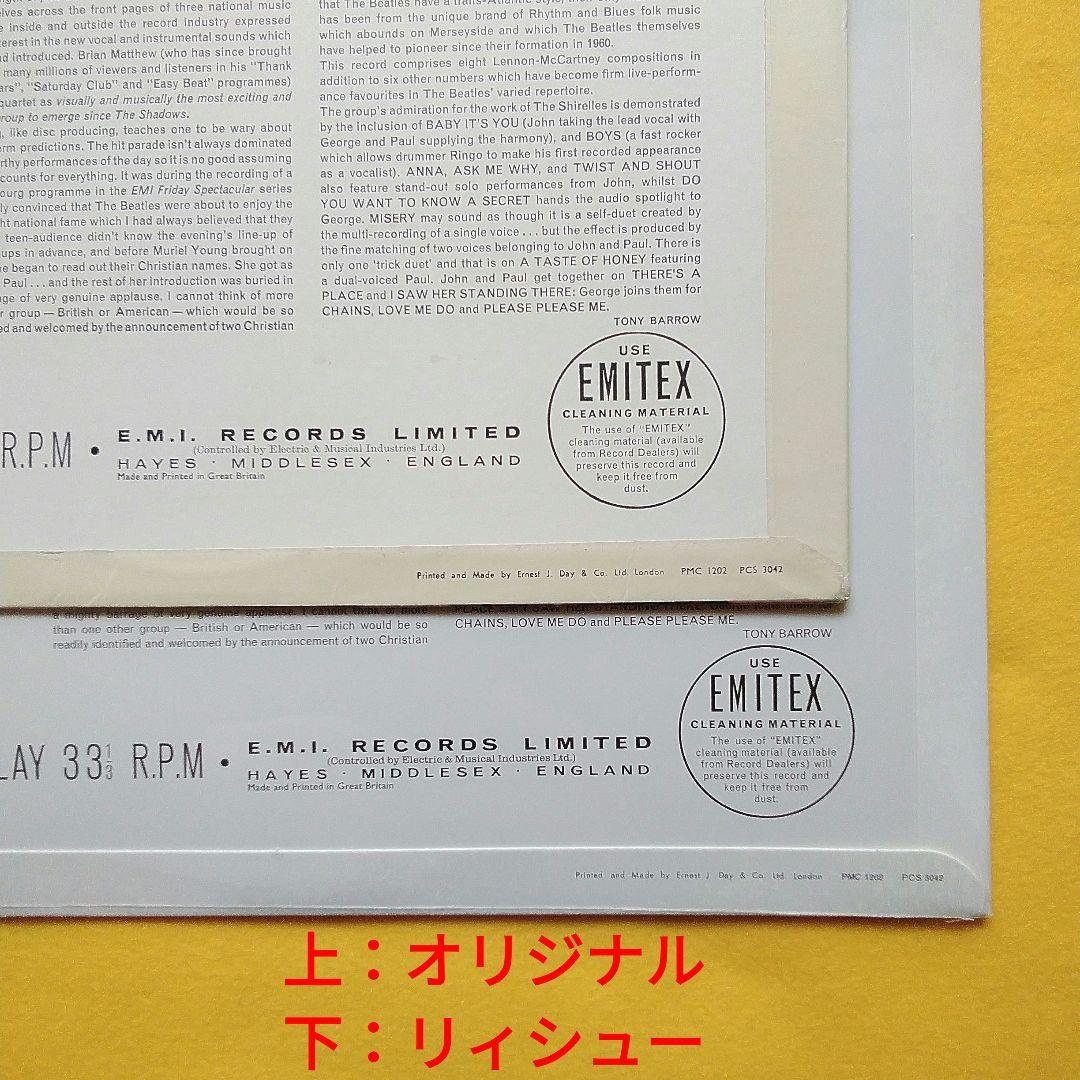 elves across the front pages of three national music
e inside and outside the record industry expressed
terest in the new vocal and instrumental sounds which
nd introduced. Brian Matthew (who has since brought
many millions of viewers and listeners in his "Thank
ars", "Saturday Club" and "Easy Beat" programmes)
quartet as visually and musically the most exciting and
roup to emerge since The Shadows.
g, like disc producing, teaches one to be wary about
erm predictions. The hit parade isn't always dominated
rthy performances of the day so it is no good assuming
counts for everything. It was during the recording of a
bourg programme in the EMI Friday Spectacular series
ly convinced that The Beatles were about to enjoy the
ht national fame which I had always believed that they
teen-audience didn't know the evening's line-up of
ups in advance, and before Muriel Young brought on
he began to read out their Christian names. She got as
Paul . . . and the rest of her introduction was buried in
age of very genuine applause. I cannot think of more
r group — British or American — which would be so
ed and welcomed by the announcement of two Christian
that The Beatles have a trans-Atlantic style, their only
has been from the unique brand of Rhythm and Blues folk music
which abounds on Merseyside and which The Beatles themselves
have helped to pioneer since their formation in 1960.
This record comprises eight Lennon-McCartney compositions in
addition to six other numbers which have become firm live-perform-
ance favourites in The Beatles' varied repertoire.
The group's admiration for the work of The Shirelles is demonstrated
by the inclusion of BABY IT'S YOU (John taking the lead vocal with
George and Paul supplying the harmony), and BOYS (a fast rocker
which allows drummer Ringo to make his first recorded appearance
as a vocalist). ANNA, ASK ME WHY, and TWIST AND SHOUT
also feature stand-out solo performances from John, whilst DO
YOU WANT TO KNOW A SECRET hands the audio spotlight to
George. MISERY may sound as though it is a self-duet created by
the multi-recording of a single voice . . . but the effect is produced by
the fine matching of two voices belonging to John and Paul. There is
only one 'trick duet' and that is on A TASTE OF HONEY featuring
a dual-voiced Paul. John and Paul get together on THERE'S A
PLACE and I SAW HER STANDING THERE: George joins them for
CHAINS, LOVE ME DO and PLEASE PLEASE ME.
TONY BARROW
R.P.M • E.M.I. RECORDS LIMITED
(Controlled by Electric & Musical Industries Ltd.)
HAYES · MIDDLESEX · ENGLAND
Made and Printed in Great Britain
USE
EMITEX
CLEANING MATERIAL
The use of "EMITEX"
cleaning material (available
from Record Dealers) will
preserve this record and
keep it free from
dust.
Printed and Made by Ernest J. Day & Co. Ltd. London PMC 1202 PCS 3042
a mighty barrage of very genuine applause. I cannot think of more
than one other group — British or American — which would be so
readily identified and welcomed by the announcement of two Christian
PLACE and I SAW HER STANDING THERE: George joins them for
CHAINS, LOVE ME DO and PLEASE PLEASE ME.
TONY BARROW
LAY 33⅓ R.P.M • E.M.I. RECORDS LIMITED
(Controlled by Electric & Musical Industries Ltd.)
HAYES · MIDDLESEX · ENGLAND
Made and Printed in Great Britain
USE
EMITEX
CLEANING MATERIAL
The use of "EMITEX"
cleaning material (available
from Record Dealers) will
preserve this record and
keep it free from
dust.
Printed and Made by Ernest J. Day & Co. Ltd. London PMC 1202 PCS 3042
上：オリジナル
下：リィシュー